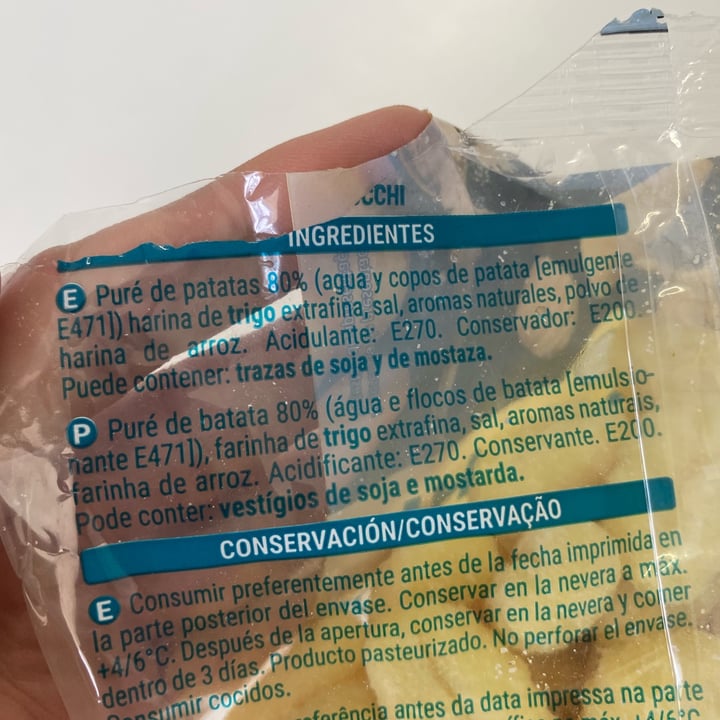 CCHI
INGREDIENTES
E Puré de patatas 80% (agua y copos de patata [emulgente
E471]) harina de trigo extrafina, sal, aromas naturales, polvo de
harina de arroz. Acidulante: E270. Conservador: E200.
Puede contener: trazas de soja y de mostaza.
P Puré de batata 80% (água e flocos de batata [emulsio-
nante E471]), farinha de trigo extrafina, sal, aromas naturais,
farinha de arroz. Acidificante: E270. Conservante. E200.
Pode conter: vestígios de soja e mostarda.
CONSERVACIÓN/CONSERVAÇÃO
E Consumir preferentemente antes de la fecha imprimida en
la parte posterior del envase. Conservar en la nevera a máx.
+4/6°C. Después de la apertura, conservar en la nevera y comer
dentro de 3 días. Producto pasteurizado. No perforar el envase.
Consumir cocidos.
eferência antes da data impressa na parte
máx. 4/6°C